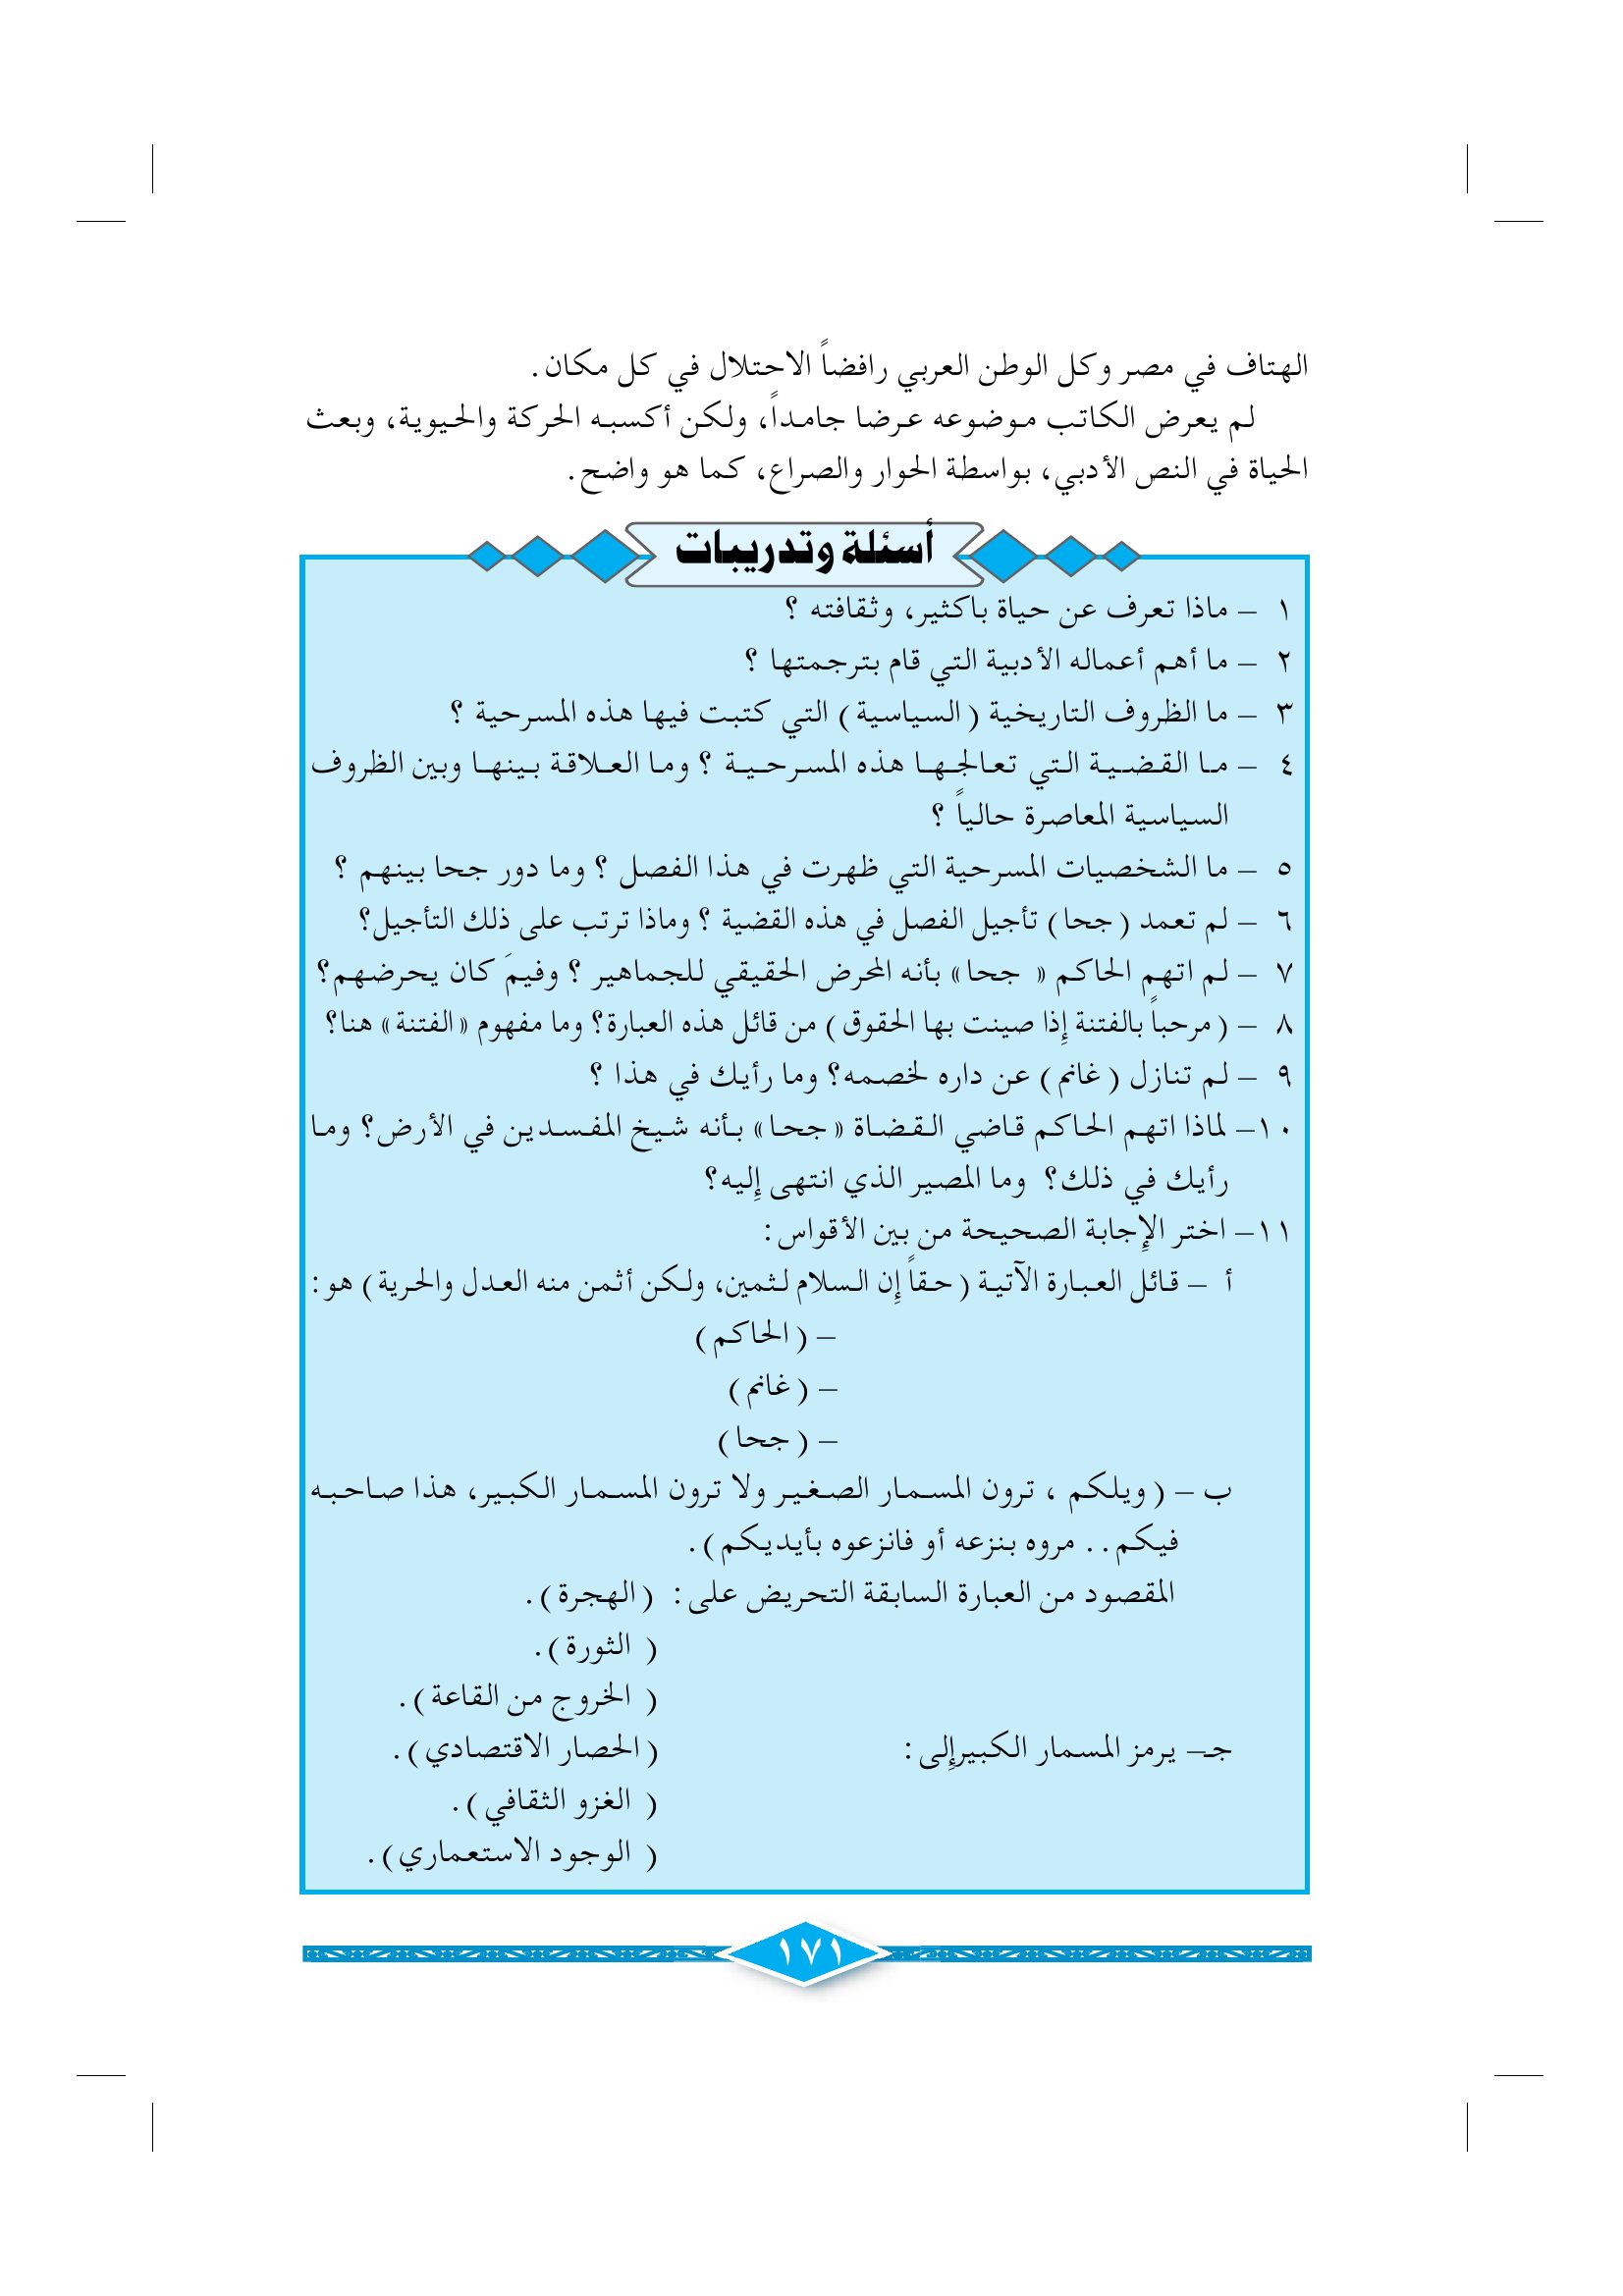 الهتاف في مصر وكل الوطن العربي رافضاً الاحتلال في كل مكان.
لم يعرض الكاتب موضوعه عرضا جامداً، ولكن أكسبه الحركة والحيوية، وبعث
الحياة في النص الأدبي، بواسطة الحوار والصراع، كما هو واضح.
أسئلة وتدريبات
١ – ماذا تعرف عن حياة باكثير، وثقافته ؟
٢ – ما أهم أعماله الأدبية التي قام بترجمتها ؟
٣ – ما الظروف التاريخية (السياسية) التي كتبت فيها هذه المسرحية ؟
٤ – ما القضية التي تعالجها هذه المسرحية ؟ وما العلاقة بينها وبين الظروف
السياسية المعاصرة حالياً ؟
٥ – ما الشخصيات المسرحية التي ظهرت في هذا الفصل ؟ وما دور جحا بينهم ؟
٦ – لم تعمد (جحا) تأجيل الفصل في هذه القضية ؟ وماذا ترتب على ذلك التأجيل؟
٧ – لم اتهم الحاكم « جحا» بأنه المحرض الحقيقي للجماهير ؟ وفيمَ كان يحرضهم؟
٨ – (مرحباً بالفتنة إِذا صينت بها الحقوق) من قائل هذه العبارة؟ وما مفهوم «الفتنة» هنا؟
٩ – لم تنازل (غانم) عن داره لخصمه؟ وما رأيك في هذا ؟
١٠– لماذا اتهم الحاكم قاضي القضاة «جحا» بأنه شيخ المفسدين في الأرض؟ وما
رأيك في ذلك؟ وما المصير الذي انتهى إِليه؟
١١– اختر الإِجابة الصحيحة من بين الأقواس:
أ – قائل العبارة الآتية (حقاً إِن السلام لثمين، ولكن أثمن منه العدل والحرية) هو:
– (الحاكم)
– (غانم)
– (جحا)
ب – (ويلكم ، ترون المسمار الصغير ولا ترون المسمار الكبير، هذا صاحبه
فيكم.. مروه بنزعه أو فانزعوه بأيديكم).
المقصود من العبارة السابقة التحريض على: (الهجرة).
( الثورة).
( الخروج من القاعة).
جـ– يرمز المسمار الكبيرإِلى: (الحصار الاقتصادي).
( الغزو الثقافي).
( الوجود الاستعماري).
١٧١